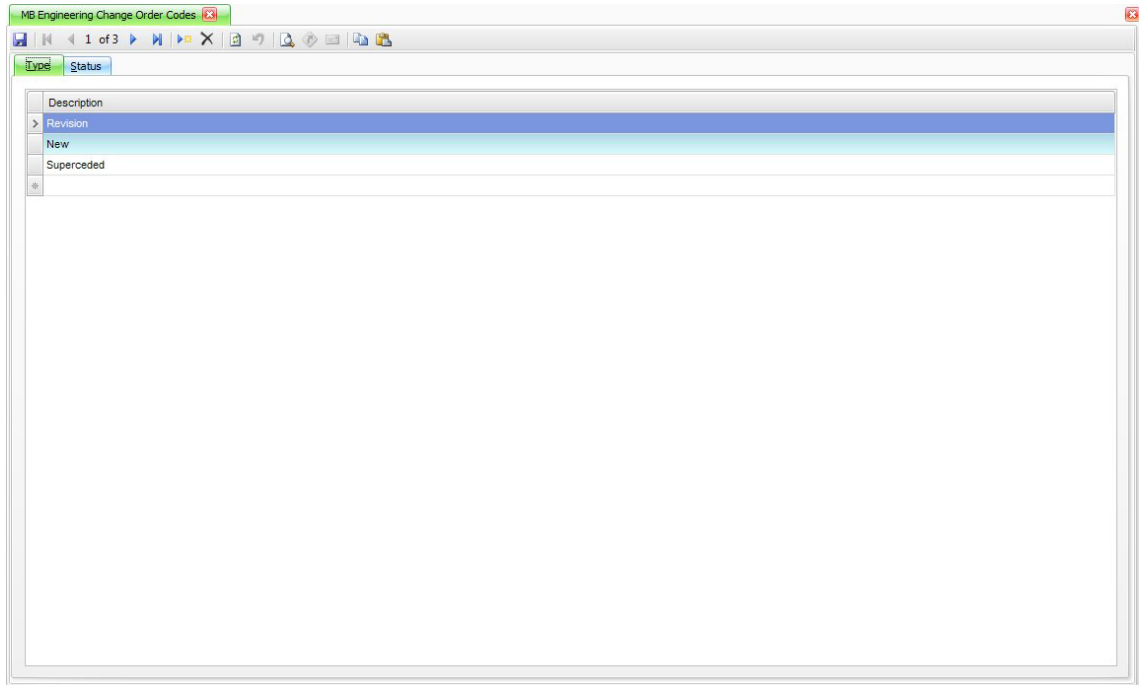 MB Engineering Change Order Codes
1 of 3
Type Status
Description
Revision
New
Superceded